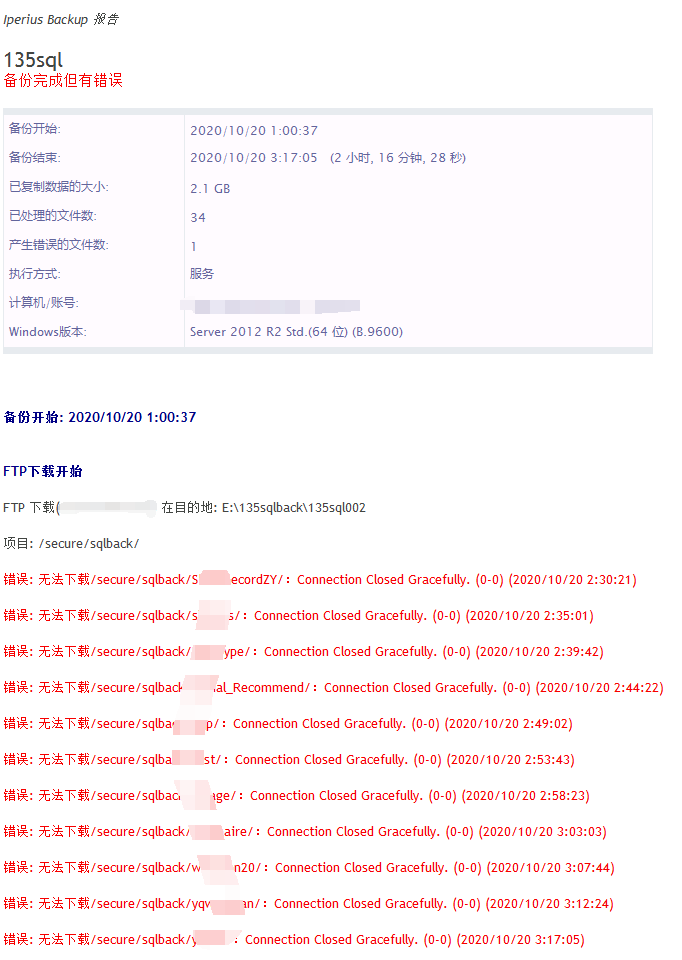 Iperius Backup 报告
135sql
备份完成但有错误
备份开始: 2020/10/20 1:00:37
备份结束: 2020/10/20 3:17:05 (2 小时, 16 分钟, 28 秒)
已复制数据的大小: 2.1 GB
已处理的文件数: 34
产生错误的文件数: 1
执行方式: 服务
计算机/账号:
Windows版本: Server 2012 R2 Std.(64 位) (B.9600)
备份开始: 2020/10/20 1:00:37
FTP下载开始
FTP 下载( 在目的地: E:\135sqlback\135sql002
项目: /secure/sqlback/
错误: 无法下载/secure/sqlback/S ecordZY/: Connection Closed Gracefully. (0-0) (2020/10/20 2:30:21)
错误: 无法下载/secure/sqlback/s s/: Connection Closed Gracefully. (0-0) (2020/10/20 2:35:01)
错误: 无法下载/secure/sqlback/ ype/: Connection Closed Gracefully. (0-0) (2020/10/20 2:39:42)
错误: 无法下载/secure/sqlback al_Recommend/: Connection Closed Gracefully. (0-0) (2020/10/20 2:44:22)
错误: 无法下载/secure/sqlba p/: Connection Closed Gracefully. (0-0) (2020/10/20 2:49:02)
错误: 无法下载/secure/sqlba st/: Connection Closed Gracefully. (0-0) (2020/10/20 2:53:43)
错误: 无法下载/secure/sqlbac age/: Connection Closed Gracefully. (0-0) (2020/10/20 2:58:23)
错误: 无法下载/secure/sqlback/ aire/: Connection Closed Gracefully. (0-0) (2020/10/20 3:03:03)
错误: 无法下载/secure/sqlback/w n20/: Connection Closed Gracefully. (0-0) (2020/10/20 3:07:44)
错误: 无法下载/secure/sqlback/yqv an/: Connection Closed Gracefully. (0-0) (2020/10/20 3:12:24)
错误: 无法下载/secure/sqlback/y : Connection Closed Gracefully. (0-0) (2020/10/20 3:17:05)